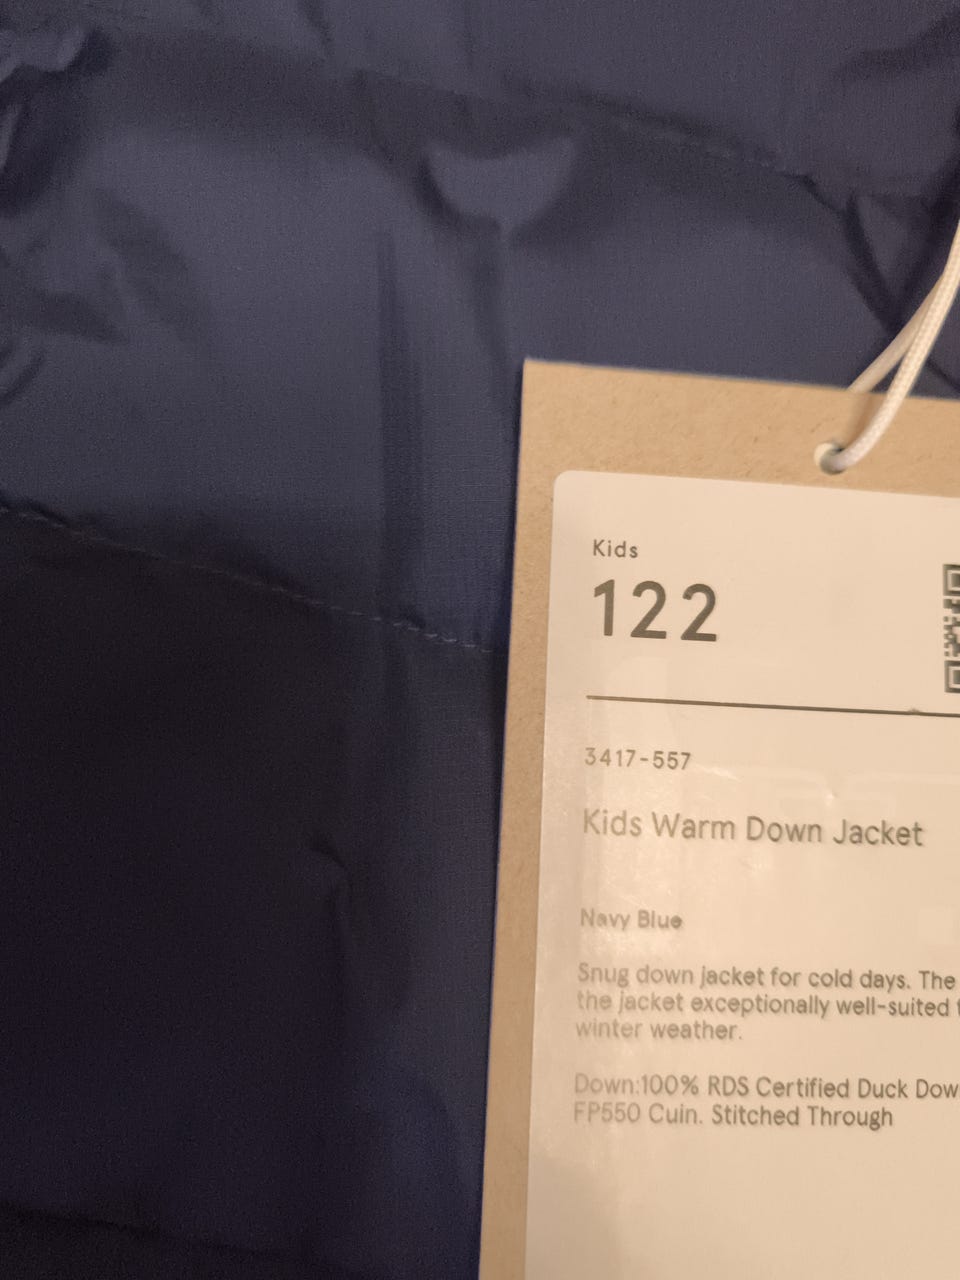 Kids
122
3417-557
Kids Warm Down Jacket
Navy Blue
Snug down jacket for cold days. The
the jacket exceptionally well-suited
winter weather.
Down:100% RDS Certified Duck
FP550 Cuin. Stitched Through